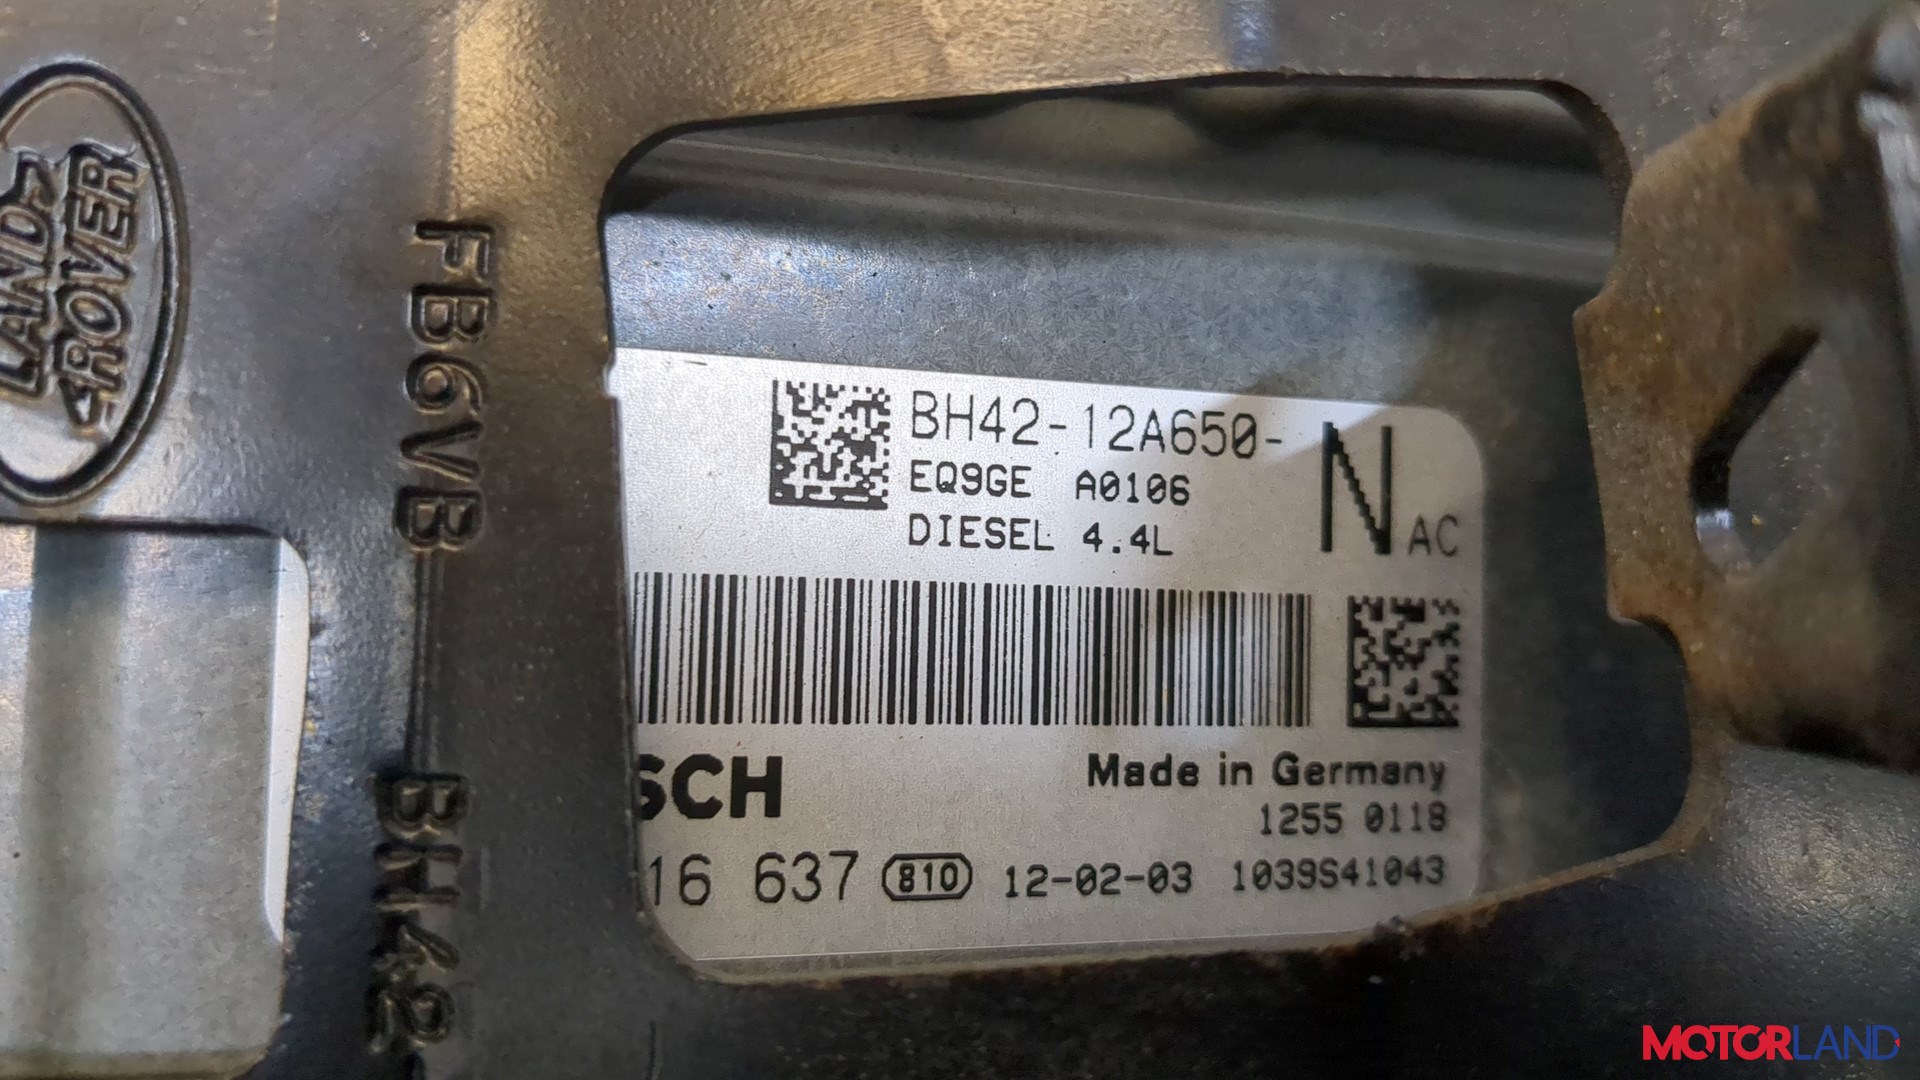 LAND
ROVER
FB6VB
BH42
BH42-12A650-
EQ9GE A0106
DIESEL 4.4L
N AC
SCH
Made in Germany
1255 0118
16 637 810 12-02-03 1039S41043
MOTORLAND